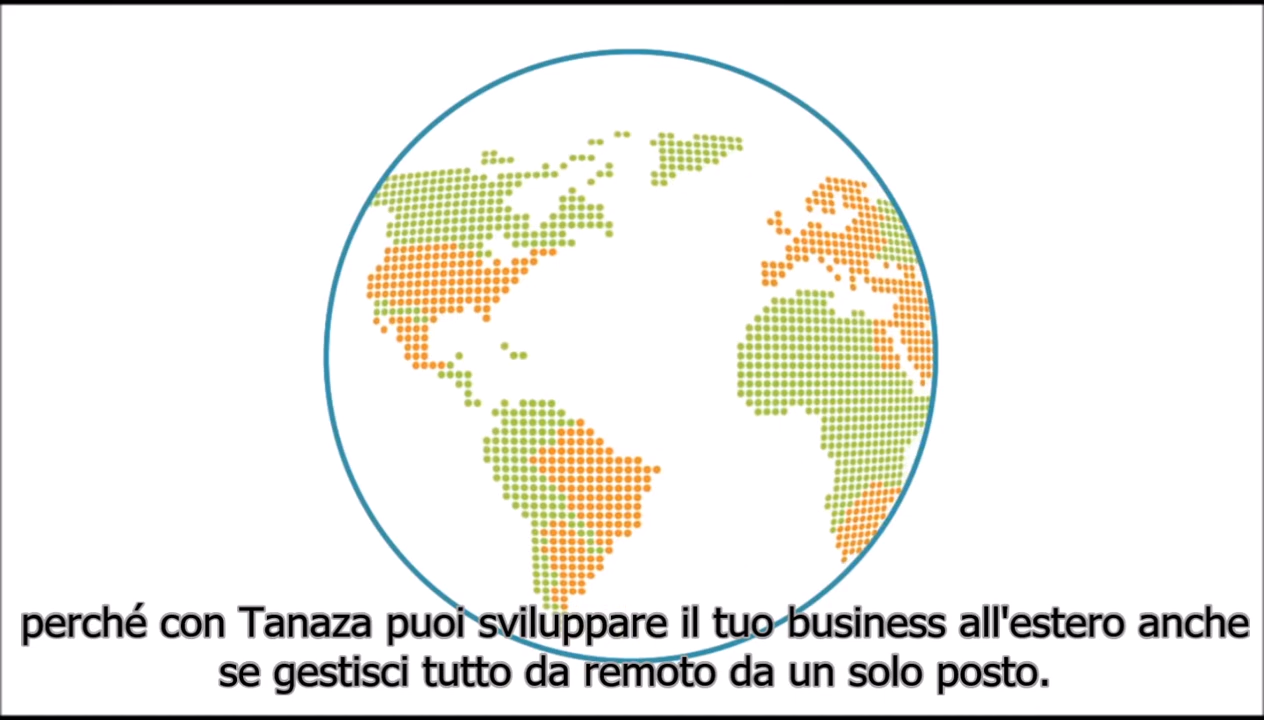 perché con Tanaza puoi sviluppare il tuo business all'estero anche
se gestisci tutto da remoto da un solo posto.